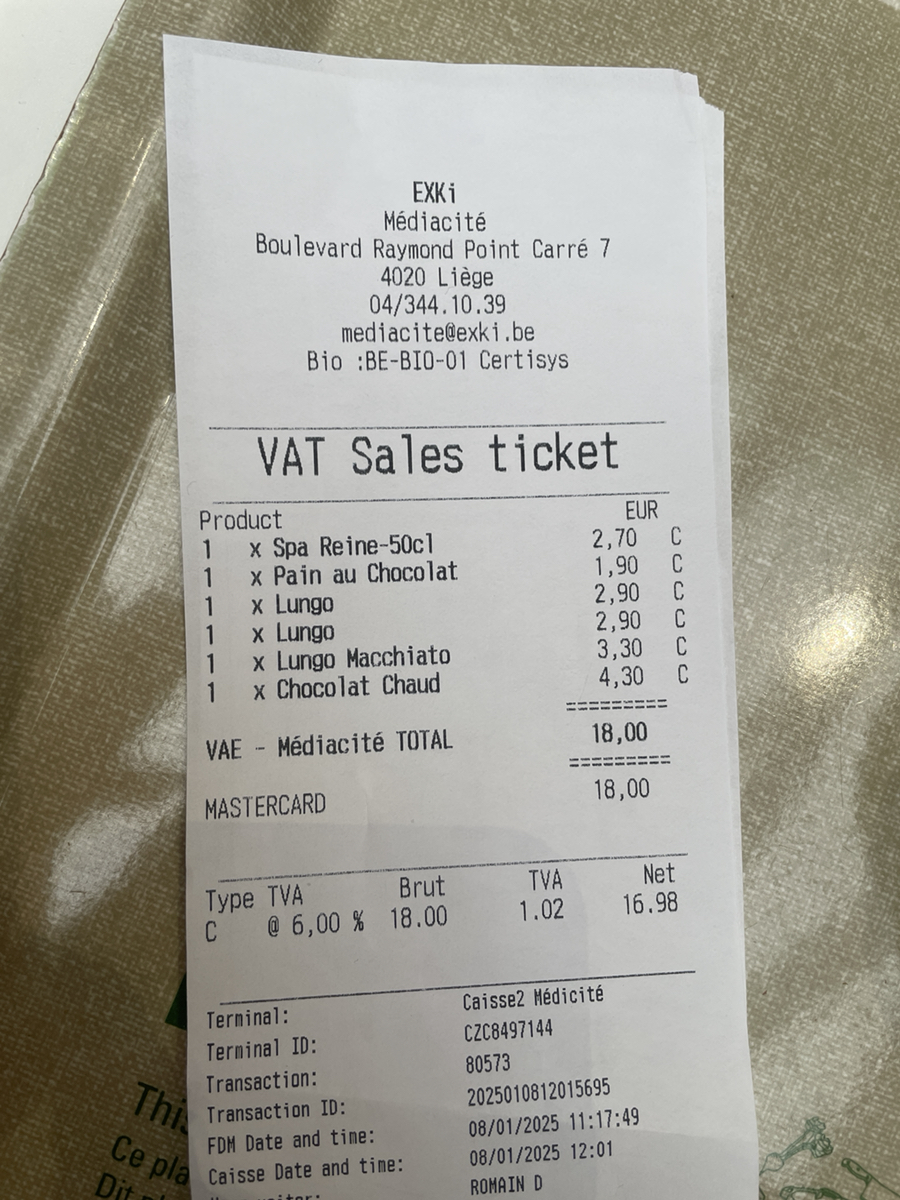 EXKi
Médiacité
Boulevard Raymond Point Carré 7
4020 Liège
04/344.10.39
mediacite@exki.be
Bio :BE-BIO-01 Certisys
VAT Sales ticket
Product EUR
1 x Spa Reine-50cl 2,70 C
1 x Pain au Chocolat 1,90 C
1 x Lungo 2,90 C
1 x Lungo 2,90 C
1 x Lungo Macchiato 3,30 C
1 x Chocolat Chaud 4,30 C
=========
VAE - Médiacité TOTAL 18,00
=========
MASTERCARD 18,00
Type TVA Brut TVA Net
C @ 6,00 % 18.00 1.02 16.98
Terminal: Caisse2 Médicité
Terminal ID: CZC8497144
Transaction: 80573
Transaction ID: 2025010812015695
FDM Date and time: 08/01/2025 11:17:49
Caisse Date and time: 08/01/2025 12:01
ROMAIN D
This
Ce pla
Dit